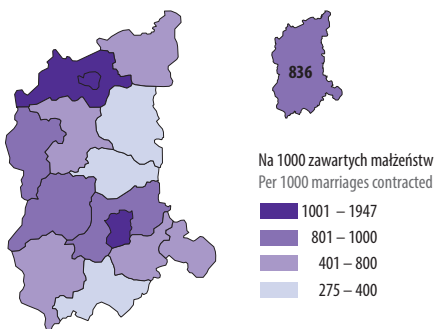 836
Na 1000 zawartych małżeństw
Per 1000 marriages contracted
1001 – 1947
801 – 1000
401 – 800
275 – 400